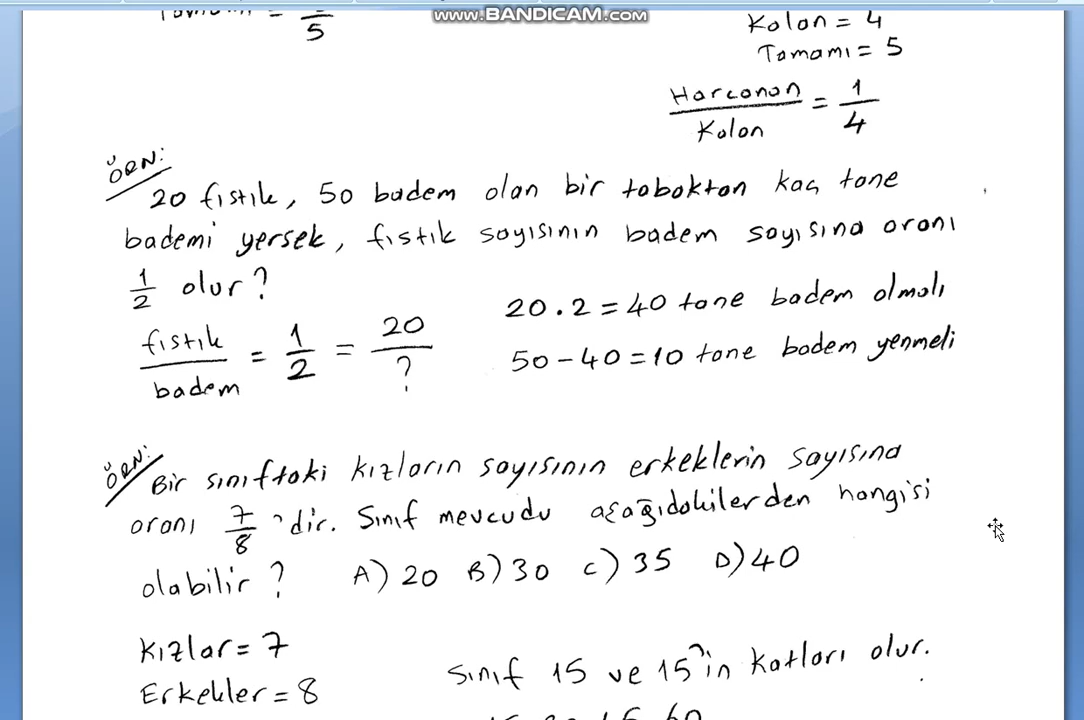 www.BANDICAM.com
5
Kalan = 4
Tamamı = 5
Harcanan / Kalan = 1/4
ÖRN:
20 fıstık, 50 badem olan bir tabaktan kaç tane
bademi yersek, fıstık sayısının badem sayısına oranı
1/2 olur?
fıstık / badem = 1/2 = 20/?
20 . 2 = 40 tane badem olmalı
50 - 40 = 10 tane badem yenmeli
ÖRN:
Bir sınıftaki kızların sayısının erkeklerin sayısına
oranı 7/8 'dir. Sınıf mevcudu aşağıdakilerden hangisi
olabilir? A) 20 B) 30 C) 35 D) 40
Kızlar = 7
Erkekler = 8
Sınıf 15 ve 15'in katları olur.